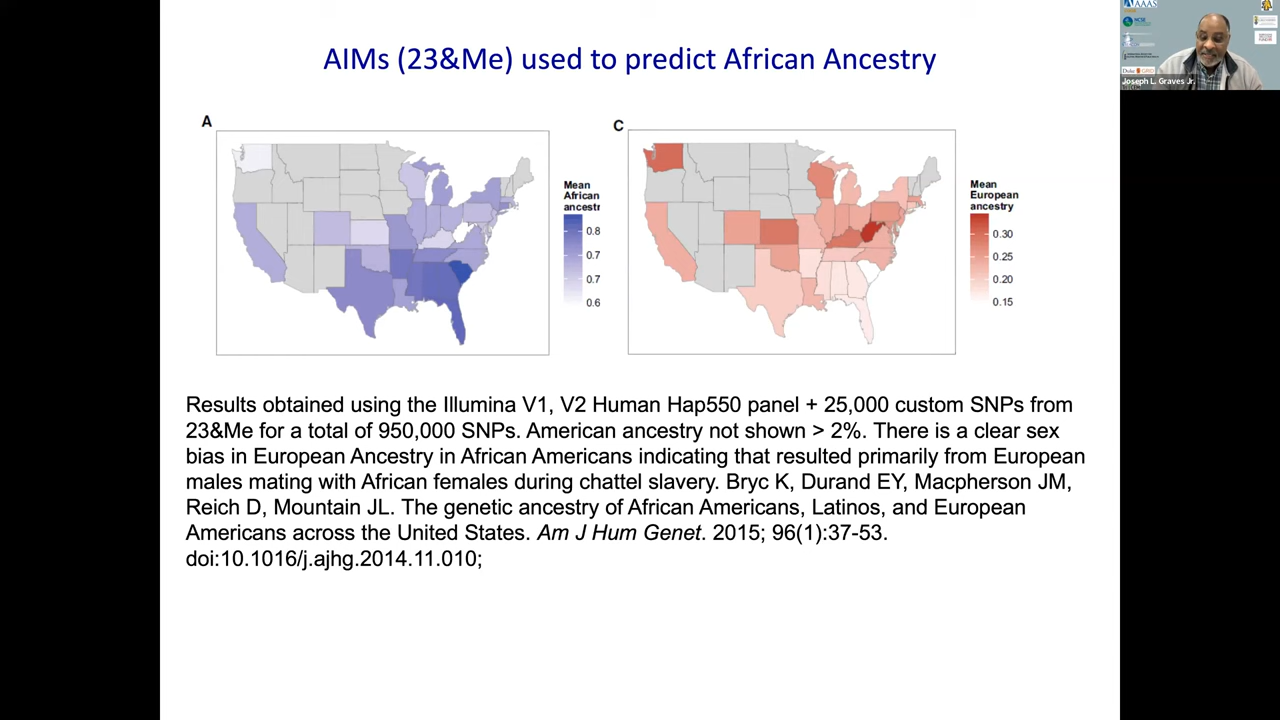 AIMs (23&Me) used to predict African Ancestry
AAAS
NCSE
Duke GRID
Joseph L. Graves Jr.
A
Mean
African
ancestr
0.8
0.7
0.7
0.6
C
Mean
European
ancestry
0.30
0.25
0.20
0.15
Results obtained using the Illumina V1, V2 Human Hap550 panel + 25,000 custom SNPs from
23&Me for a total of 950,000 SNPs. American ancestry not shown > 2%. There is a clear sex
bias in European Ancestry in African Americans indicating that resulted primarily from European
males mating with African females during chattel slavery. Bryc K, Durand EY, Macpherson JM,
Reich D, Mountain JL. The genetic ancestry of African Americans, Latinos, and European
Americans across the United States. Am J Hum Genet. 2015; 96(1):37-53.
doi:10.1016/j.ajhg.2014.11.010;